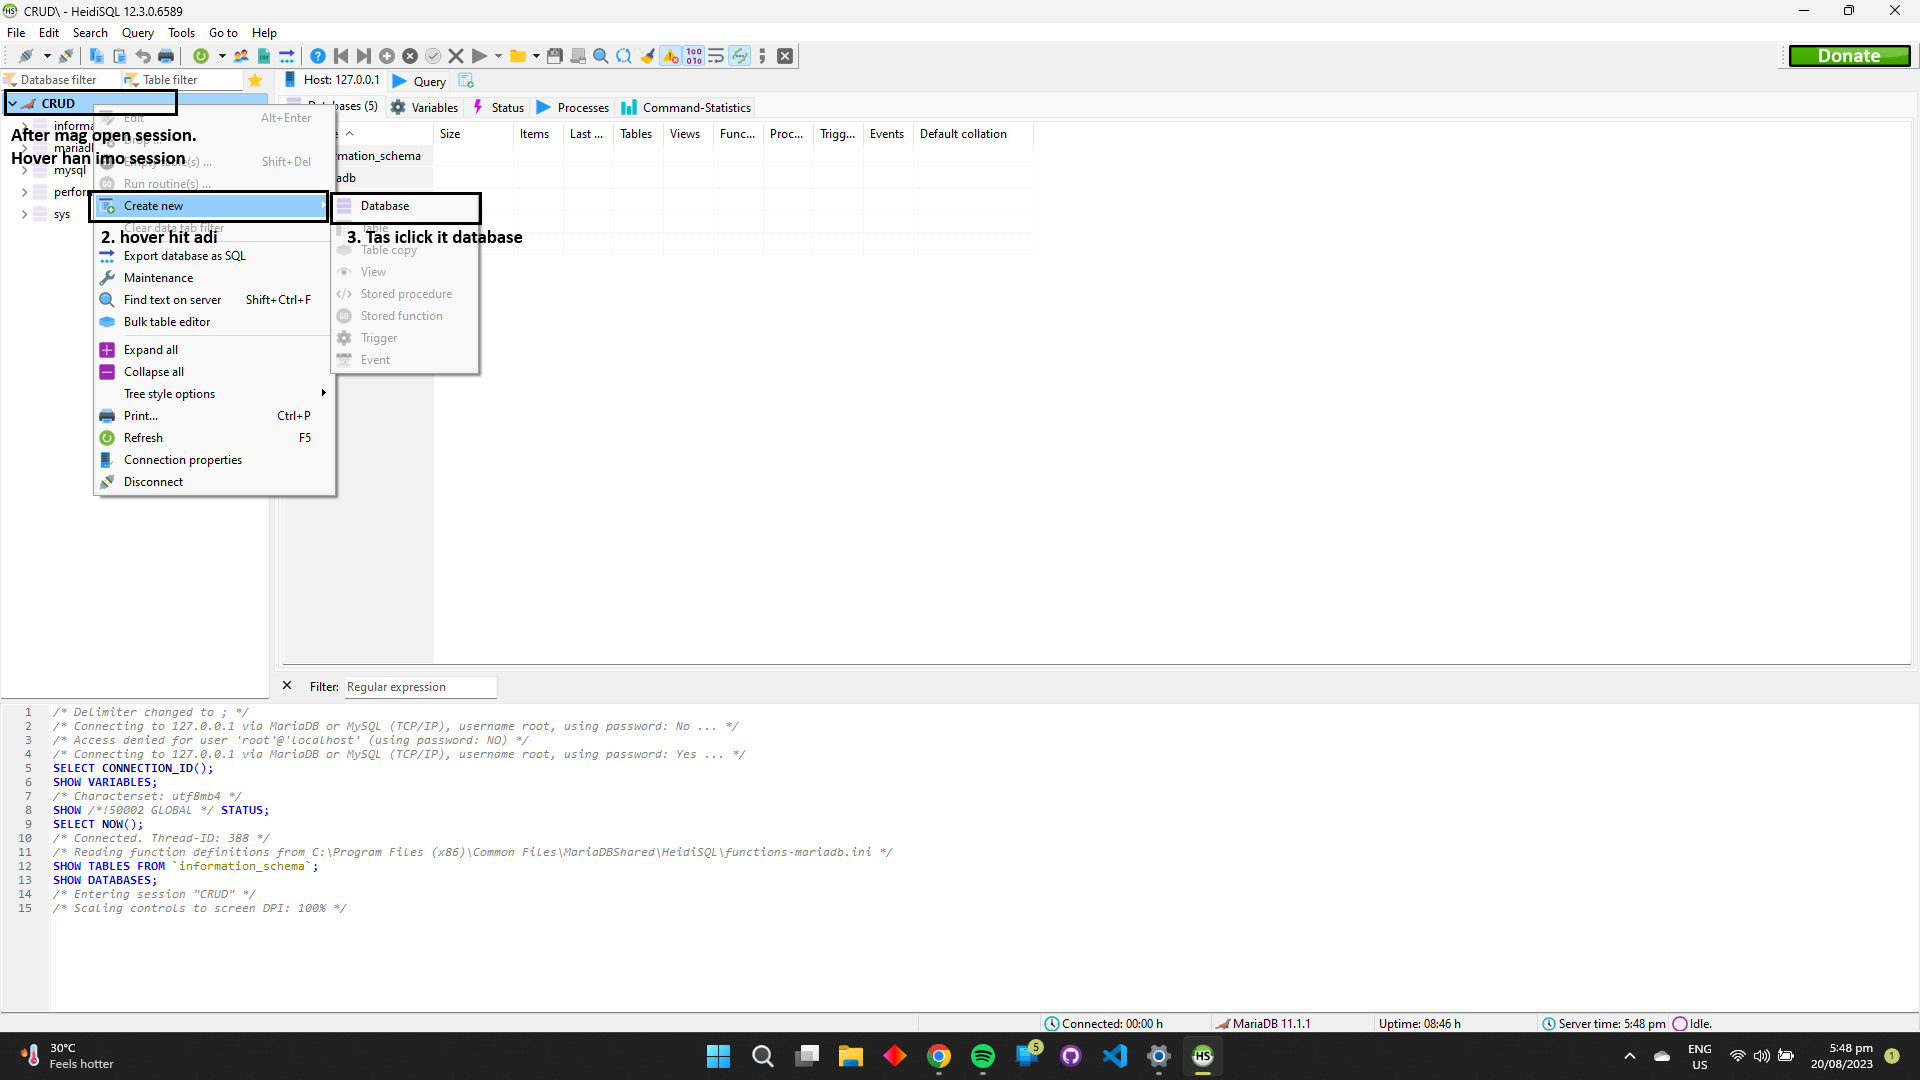 CRUD\ - HeidiSQL 12.3.0.6589
File Edit Search Query Tools Go to Help
Donate
Database filter Table filter Host: 127.0.0.1 Query
CRUD
(5) Variables Status Processes Command-Statistics
Edit Alt+Enter
Size Items Last ... Tables Views Func... Proc... Trigg... Events Default collation
After mag open session.
Hover han imo session
Shift+Del
mysql
Run routine(s) ...
Create new Database
sys
Clear data tab filter
Table
2. hover hit adi 3. Tas iclick it database
Table copy
Export database as SQL
View
Maintenance
Stored procedure
Find text on server Shift+Ctrl+F
Stored function
Bulk table editor
Trigger
Expand all
Event
Collapse all
Tree style options
Print... Ctrl+P
Refresh F5
Connection properties
Disconnect
Filter: Regular expression
1 /* Delimiter changed to ; */
2 /* Connecting to 127.0.0.1 via MariaDB or MySQL (TCP/IP), username root, using password: No ... */
3 /* Access denied for user 'root'@'localhost' (using password: NO) */
4 /* Connecting to 127.0.0.1 via MariaDB or MySQL (TCP/IP), username root, using password: Yes ... */
5 SELECT CONNECTION_ID();
6 SHOW VARIABLES;
7 /* Characterset: utf8mb4 */
8 SHOW /*!50002 GLOBAL */ STATUS;
9 SELECT NOW();
10 /* Connected. Thread-ID: 388 */
11 /* Reading function definitions from C:\Program Files (x86)\Common Files\MariaDBShared\HeidiSQL\functions-mariadb.ini */
12 SHOW TABLES FROM `information_schema`;
13 SHOW DATABASES;
14 /* Entering session "CRUD" */
15 /* Scaling controls to screen DPI: 100% */
Connected: 00:00 h MariaDB 11.1.1 Uptime: 08:46 h Server time: 5:48 pm Idle.
30°C
Feels hotter
5
HS
ENG
US
5:48 pm
20/08/2023
1